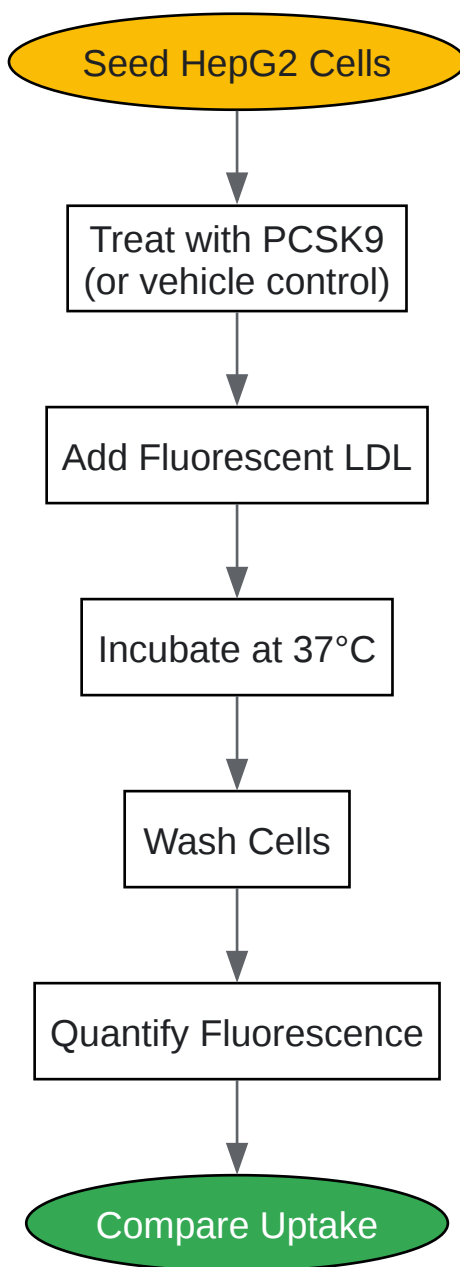 Seed HepG2 Cells
Treat with PCSK9
(or vehicle control)
Add Fluorescent LDL
Incubate at 37°C
Wash Cells
Quantify Fluorescence
Compare Uptake